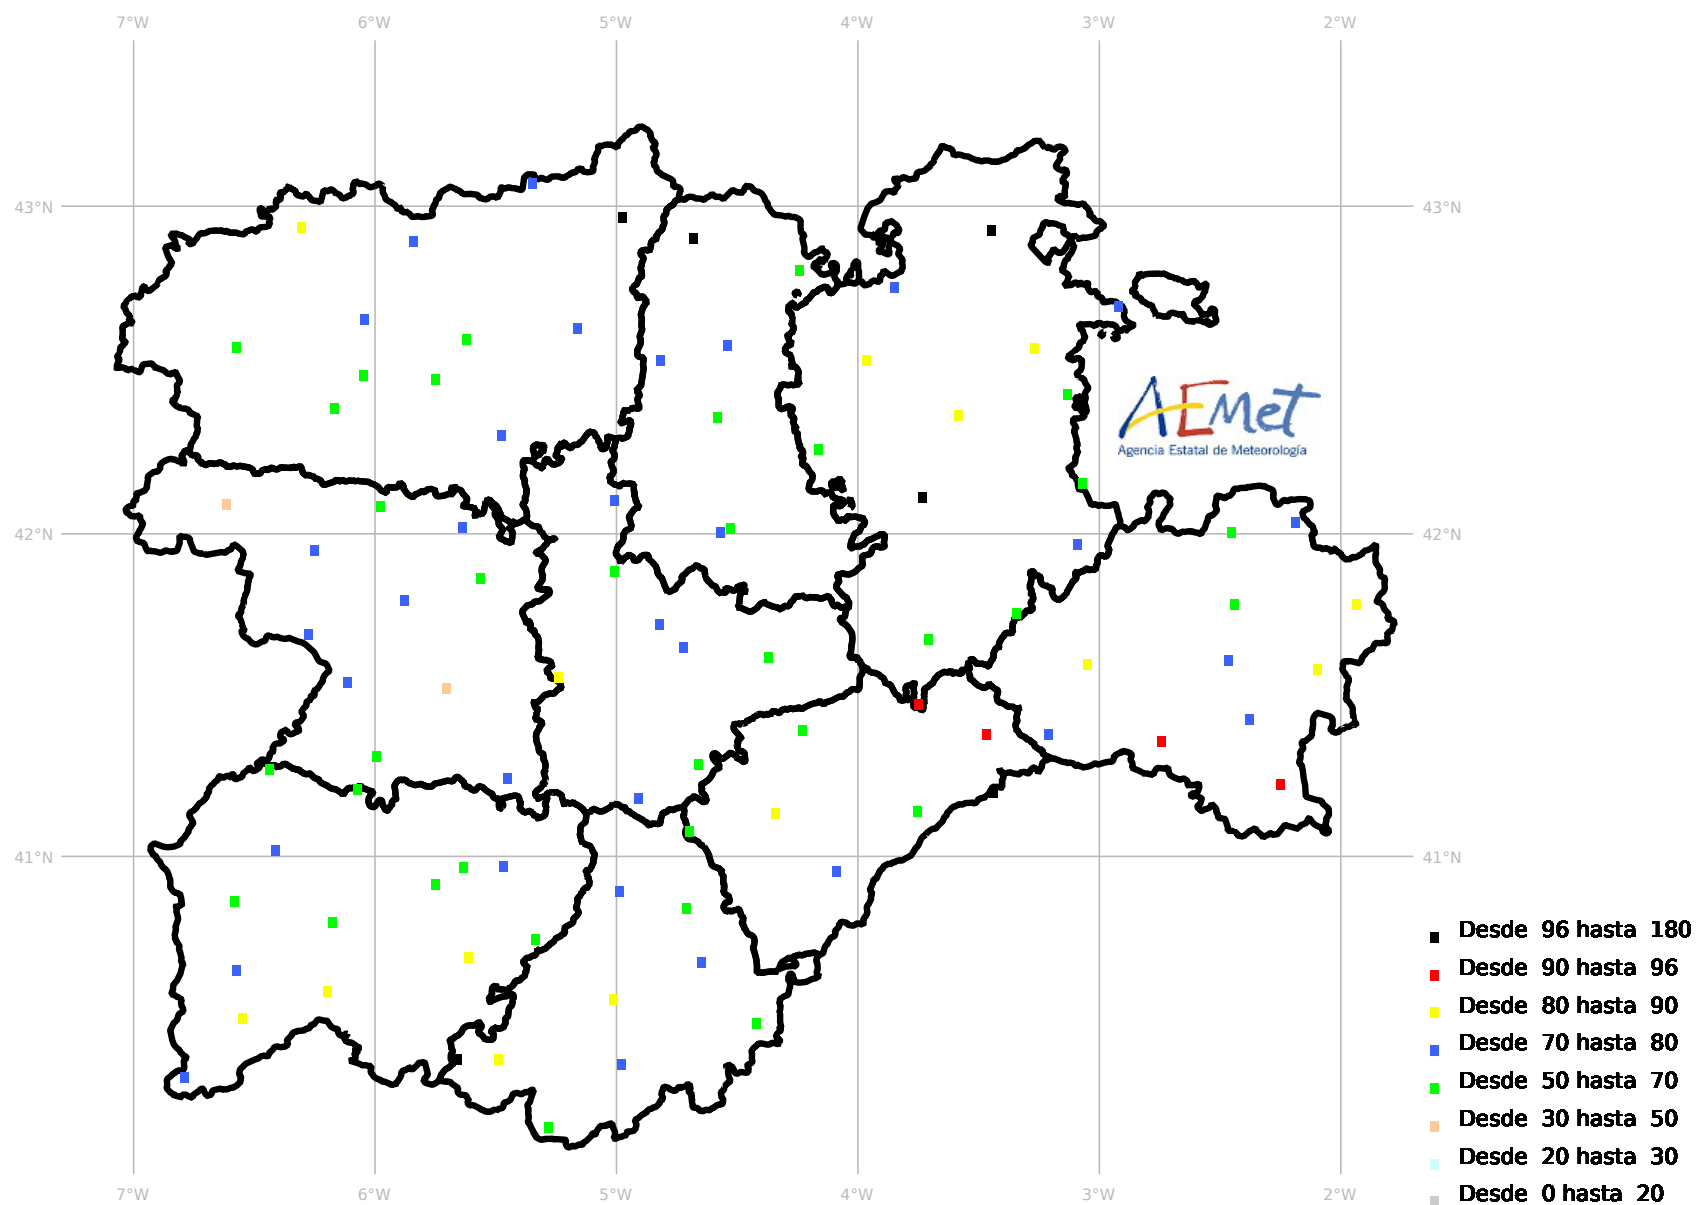 7°W 6°W 5°W 4°W 3°W 2°W
43°N 43°N
AEMet
Agencia Estatal de Meteorología
42°N 42°N
41°N 41°N
Desde 96 hasta 180
Desde 90 hasta 96
Desde 80 hasta 90
Desde 70 hasta 80
Desde 50 hasta 70
Desde 30 hasta 50
Desde 20 hasta 30
Desde 0 hasta 20
7°W 6°W 5°W 4°W 3°W 2°W